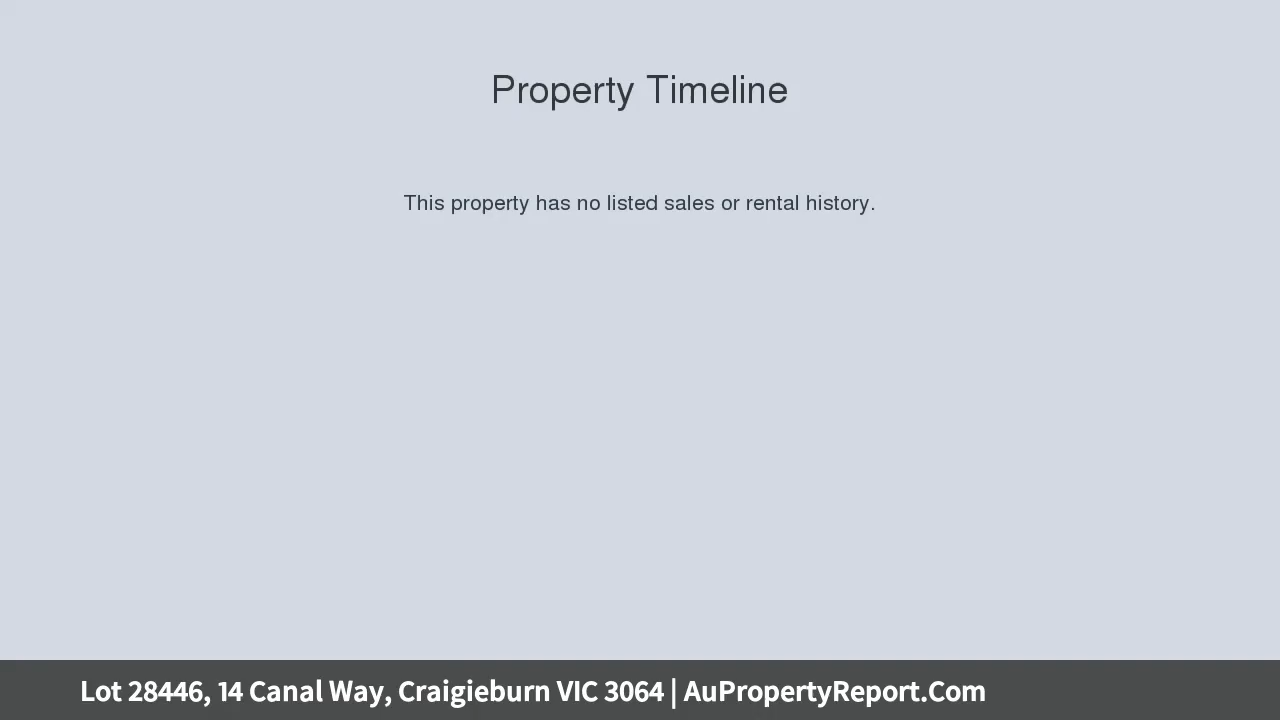 Property Timeline
This property has no listed sales or rental history.
Lot 28446, 14 Canal Way, Craigieburn VIC 3064 | AuPropertyReport.Com